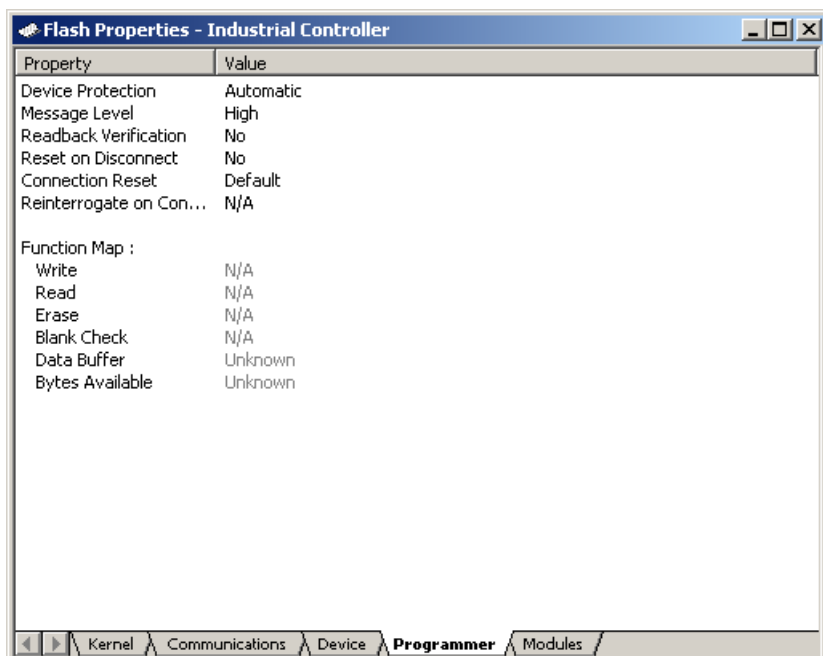 Flash Properties - Industrial Controller
Property Value
Device Protection Automatic
Message Level High
Readback Verification No
Reset on Disconnect No
Connection Reset Default
Reinterrogate on Con... N/A
Function Map :
Write N/A
Read N/A
Erase N/A
Blank Check N/A
Data Buffer Unknown
Bytes Available Unknown
Kernel Communications Device Programmer Modules